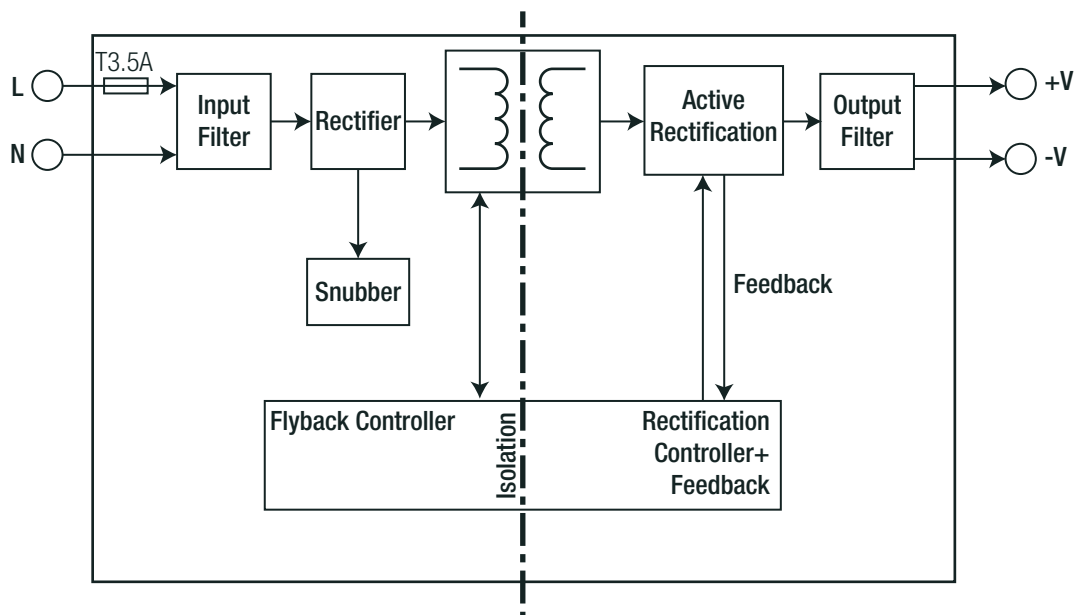 T3.5A
L
N
Input
Filter
Rectifier
Snubber
Active
Rectification
Output
Filter
+V
-V
Feedback
Flyback Controller
Isolation
Rectification
Controller+
Feedback